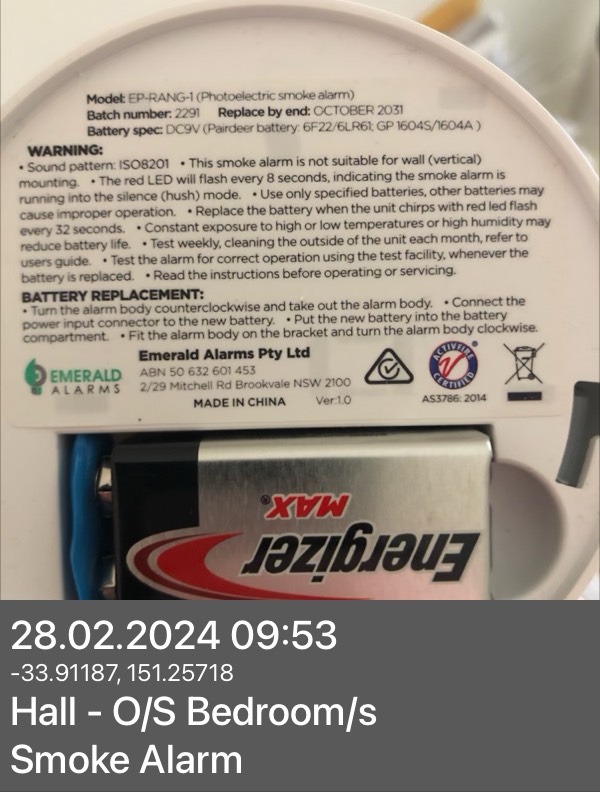 Model: EP-RANG-1 (Photoelectric smoke alarm)
Batch number: 2291 Replace by end: OCTOBER 2031
Battery spec: DC9V (Pairdeer battery: 6F22/6LR61; GP 1604S/1604A )
WARNING:
• Sound pattern: ISO8201 • This smoke alarm is not suitable for wall (vertical)
mounting. • The red LED will flash every 8 seconds, indicating the smoke alarm is
running into the silence (hush) mode. • Use only specified batteries, other batteries may
cause improper operation. • Replace the battery when the unit chirps with red led flash
every 32 seconds. • Constant exposure to high or low temperatures or high humidity may
reduce battery life. • Test weekly, cleaning the outside of the unit each month, refer to
users guide. • Test the alarm for correct operation using the test facility, whenever the
battery is replaced. • Read the instructions before operating or servicing.
BATTERY REPLACEMENT:
• Turn the alarm body counterclockwise and take out the alarm body. • Connect the
power input connector to the new battery. • Put the new battery into the battery
compartment. • Fit the alarm body on the bracket and turn the alarm body clockwise.
EMERALD
ALARMS
Emerald Alarms Pty Ltd
ABN 50 632 601 453
2/29 Mitchell Rd Brookvale NSW 2100
MADE IN CHINA Ver:1.0
ACTIVFIRE
CERTIFIED
®
AS3786: 2014
MAX®
Energizer
28.02.2024 09:53
-33.91187, 151.25718
Hall - O/S Bedroom/s
Smoke Alarm